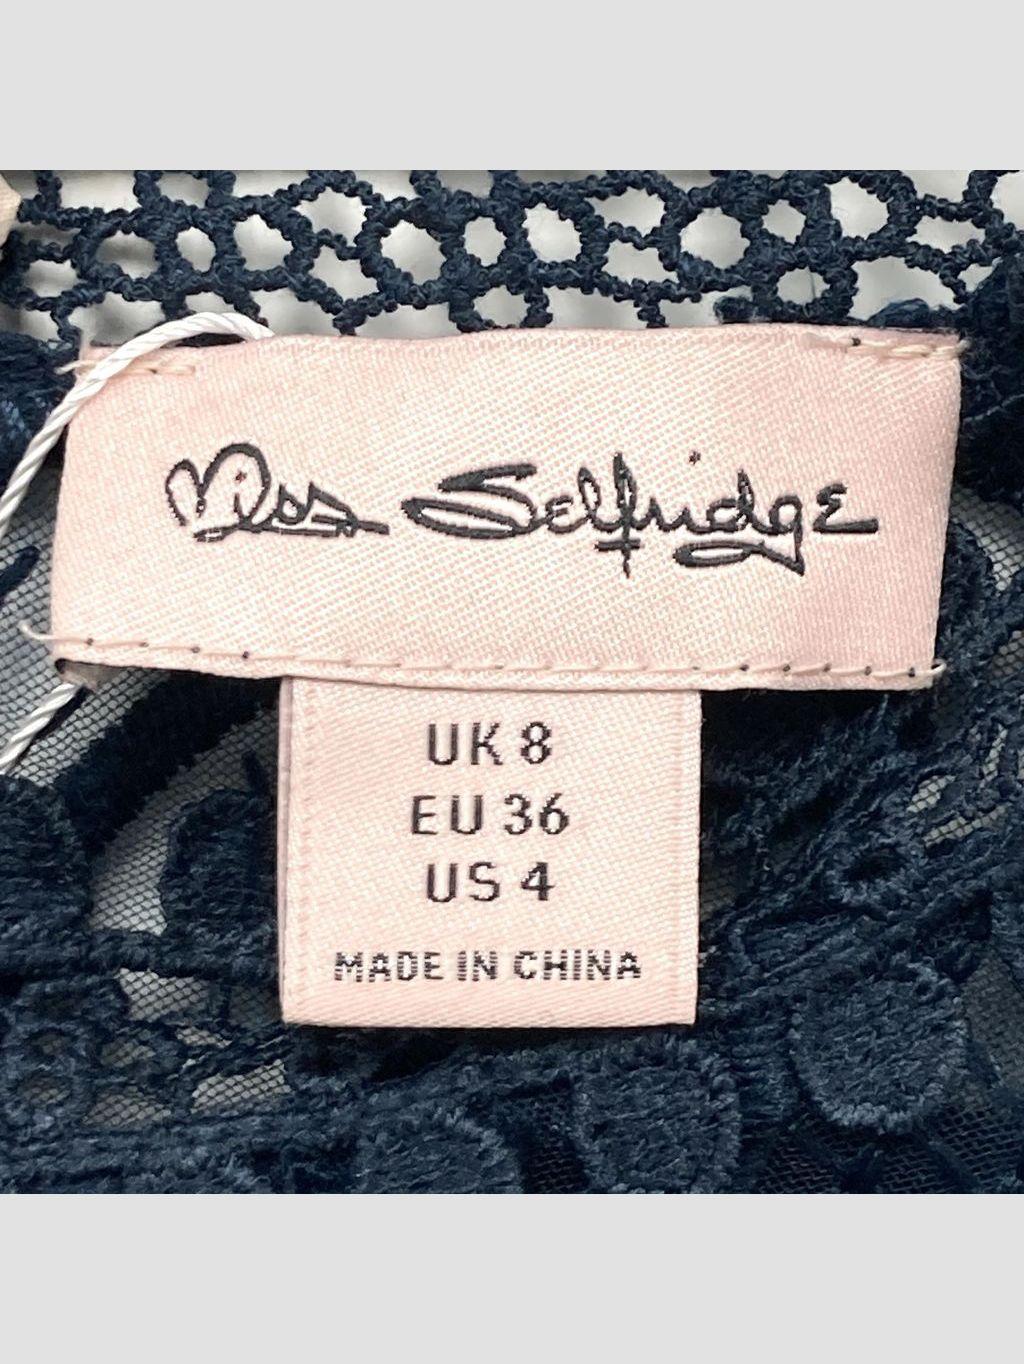 Miss Selfridge
UK 8
EU 36
US 4
MADE IN CHINA